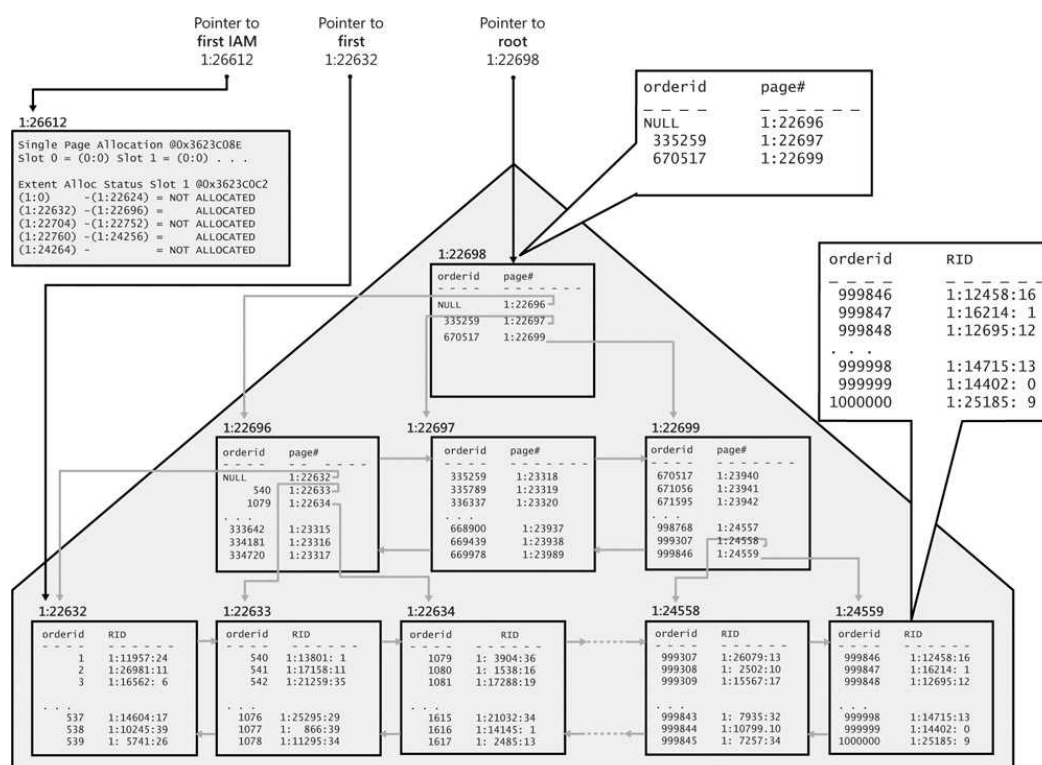 Pointer to
first IAM
1:26612
Pointer to
first
1:22632
Pointer to
root
1:22698
orderid page#
NULL 1:22696
335259 1:22697
670517 1:22699
1:26612
Single Page Allocation @0x3623C08E
Slot 0 = (0:0) Slot 1 = (0:0) . . .
Extent Alloc Status Slot 1 @0x3623C0C2
(1:0) -(1:22624) = NOT ALLOCATED
(1:22632) -(1:22696) = ALLOCATED
(1:22704) -(1:22752) = NOT ALLOCATED
(1:22760) -(1:24256) = ALLOCATED
(1:24264) - = NOT ALLOCATED
1:22698
orderid page#
NULL 1:22696
335259 1:22697
670517 1:22699
orderid RID
999846 1:12458:16
999847 1:16214: 1
999848 1:12695:12
. . .
999998 1:14715:13
999999 1:14402: 0
1000000 1:25185: 9
1:22696
orderid page#
NULL 1:22632
540 1:22633
1079 1:22634
. . .
333642 1:23315
334181 1:23316
334720 1:23317
1:22697
orderid page#
335259 1:23318
335789 1:23319
336337 1:23320
. . .
668900 1:23937
669439 1:23938
669978 1:23989
1:22699
orderid page#
670517 1:23940
671056 1:23941
671595 1:23942
. . .
998768 1:24557
999307 1:24558
999846 1:24559
1:22632
orderid RID
1 1:11957:24
2 1:26981:11
3 1:16562: 6
. . .
537 1:14604:17
538 1:10245:39
539 1: 5741:26
1:22633
orderid RID
540 1:13801: 1
541 1:17158:11
542 1:21259:35
. . .
1076 1:25295:29
1077 1: 866:39
1078 1:11295:34
1:22634
orderid RID
1079 1: 3904:36
1080 1: 1538:16
1081 1:17288:19
. . .
1615 1:21032:34
1616 1:14145: 1
1617 1: 2485:13
1:24558
orderid RID
999307 1:26079:13
999308 1: 2502:10
999309 1:15567:17
. . .
999843 1: 7935:32
999844 1:10799.10
999845 1: 7257:34
1:24559
orderid RID
999846 1:12458:16
999847 1:16214: 1
999848 1:12695:12
. . .
999998 1:14715:13
999999 1:14402: 0
1000000 1:25185: 9